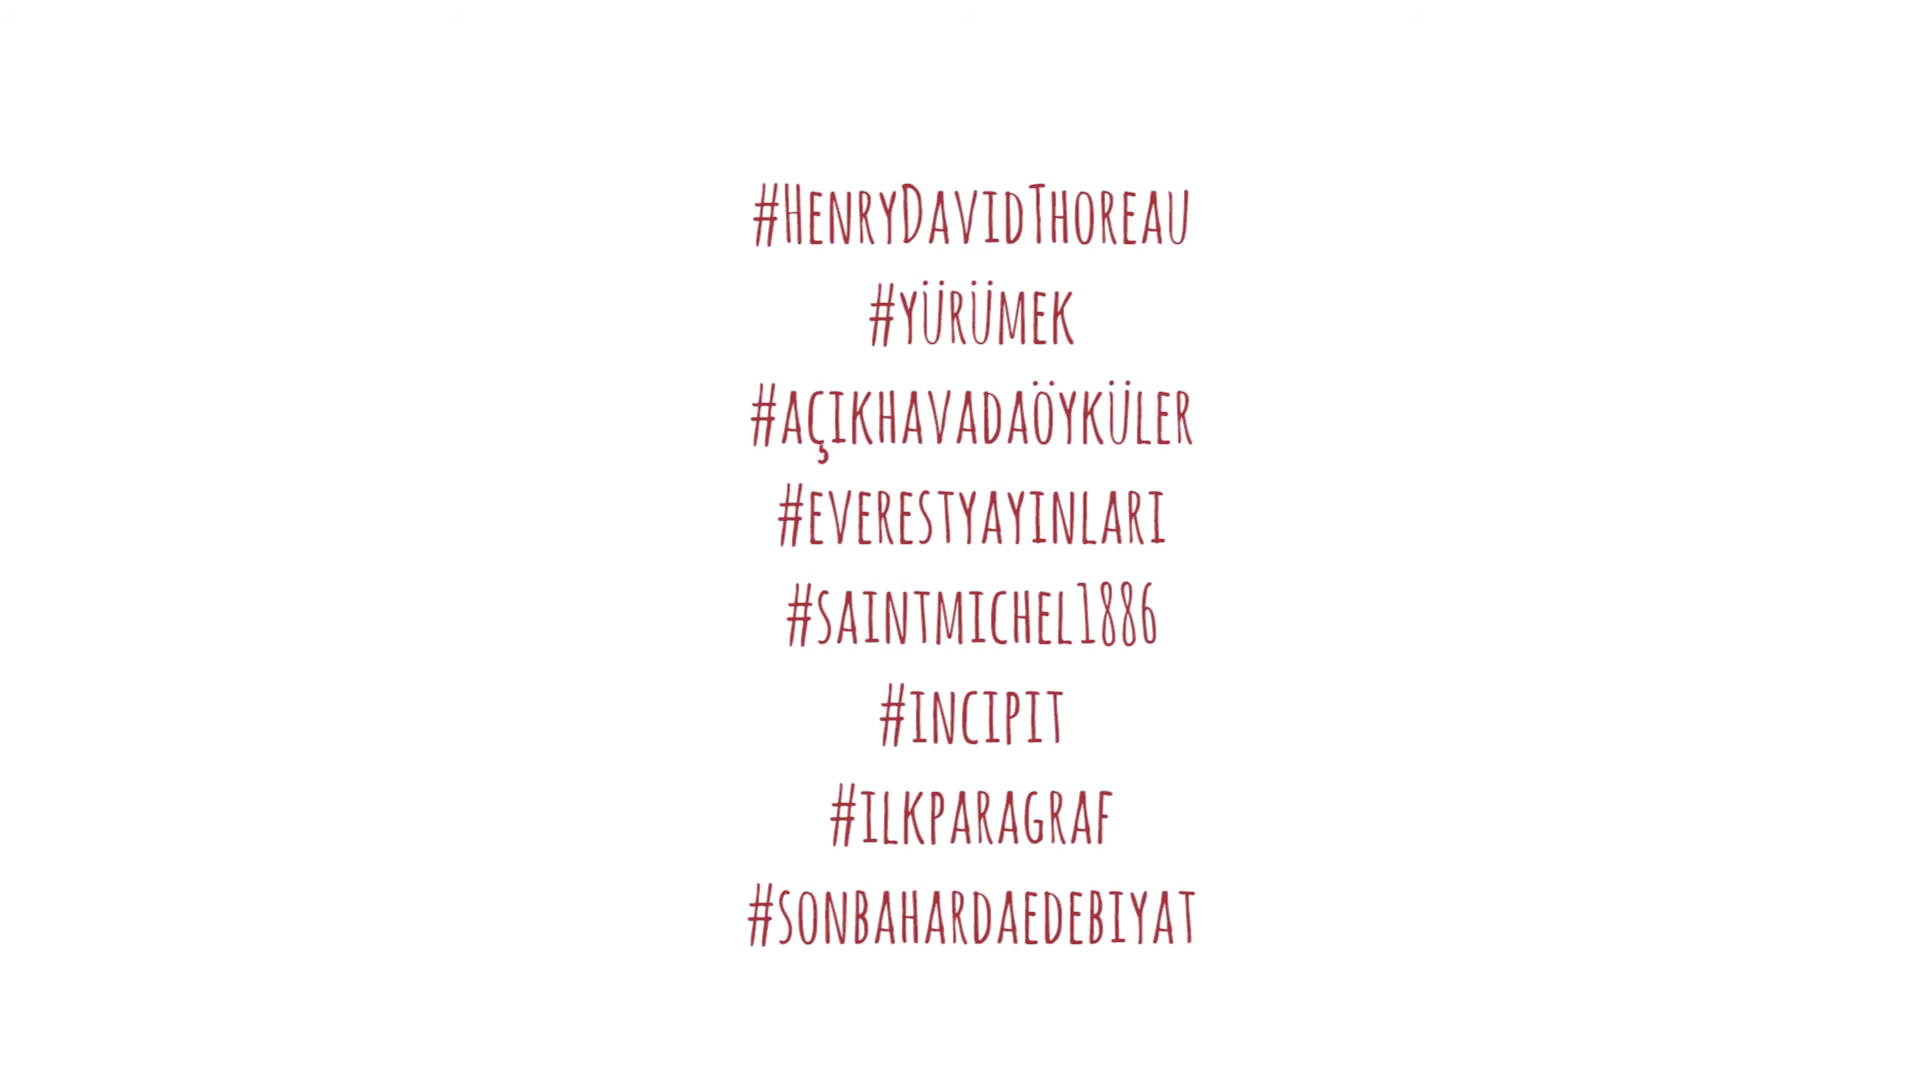 #HenryDavidThoreau
#yürümek
#açıkhavadaöyküler
#everestyayınları
#saintmichel1886
#incipit
#ilkparagraf
#sonbahardaedebiyat